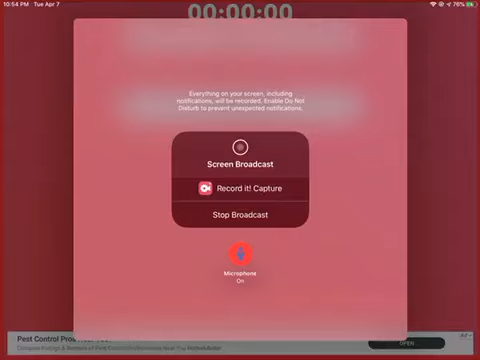 10:54 PM Tue Apr 7
76%
00:00:00
Everything on your screen, including
notifications, will be recorded. Enable Do Not
Disturb to prevent unexpected notifications.
Screen Broadcast
Record it! Capture
Stop Broadcast
Microphone
On
Pest Control
Ad
OPEN